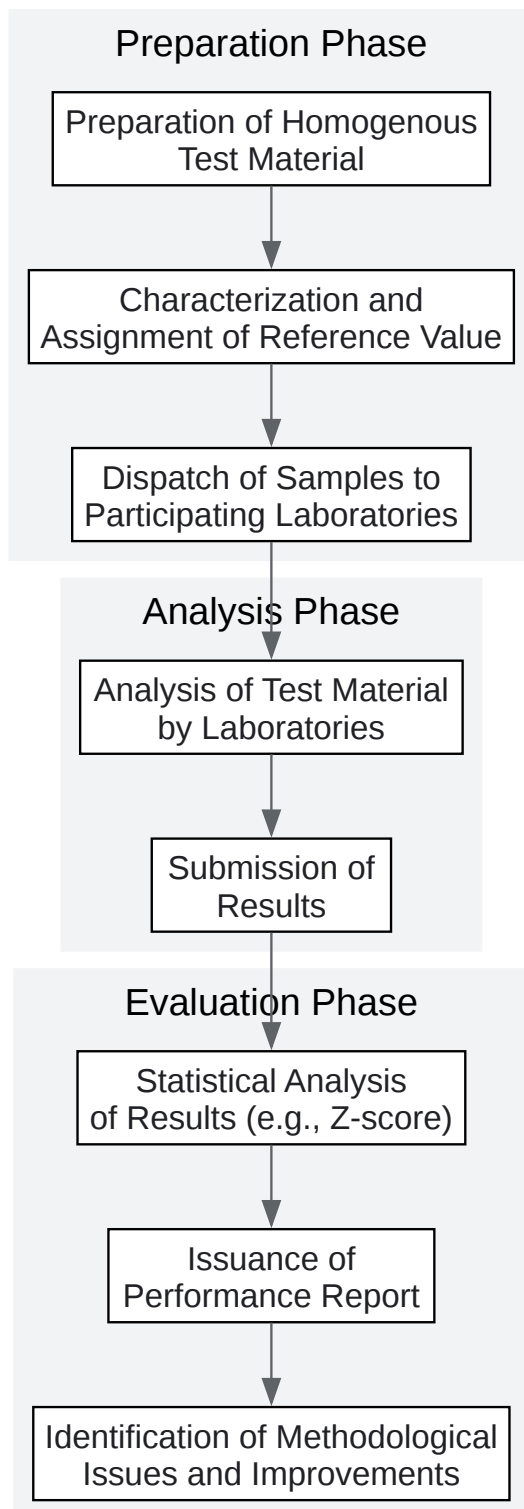 Preparation Phase
Preparation of Homogenous
Test Material
Characterization and
Assignment of Reference Value
Dispatch of Samples to
Participating Laboratories
Analysis Phase
Analysis of Test Material
by Laboratories
Submission of
Results
Evaluation Phase
Statistical Analysis
of Results (e.g., Z-score)
Issuance of
Performance Report
Identification of Methodological
Issues and Improvements